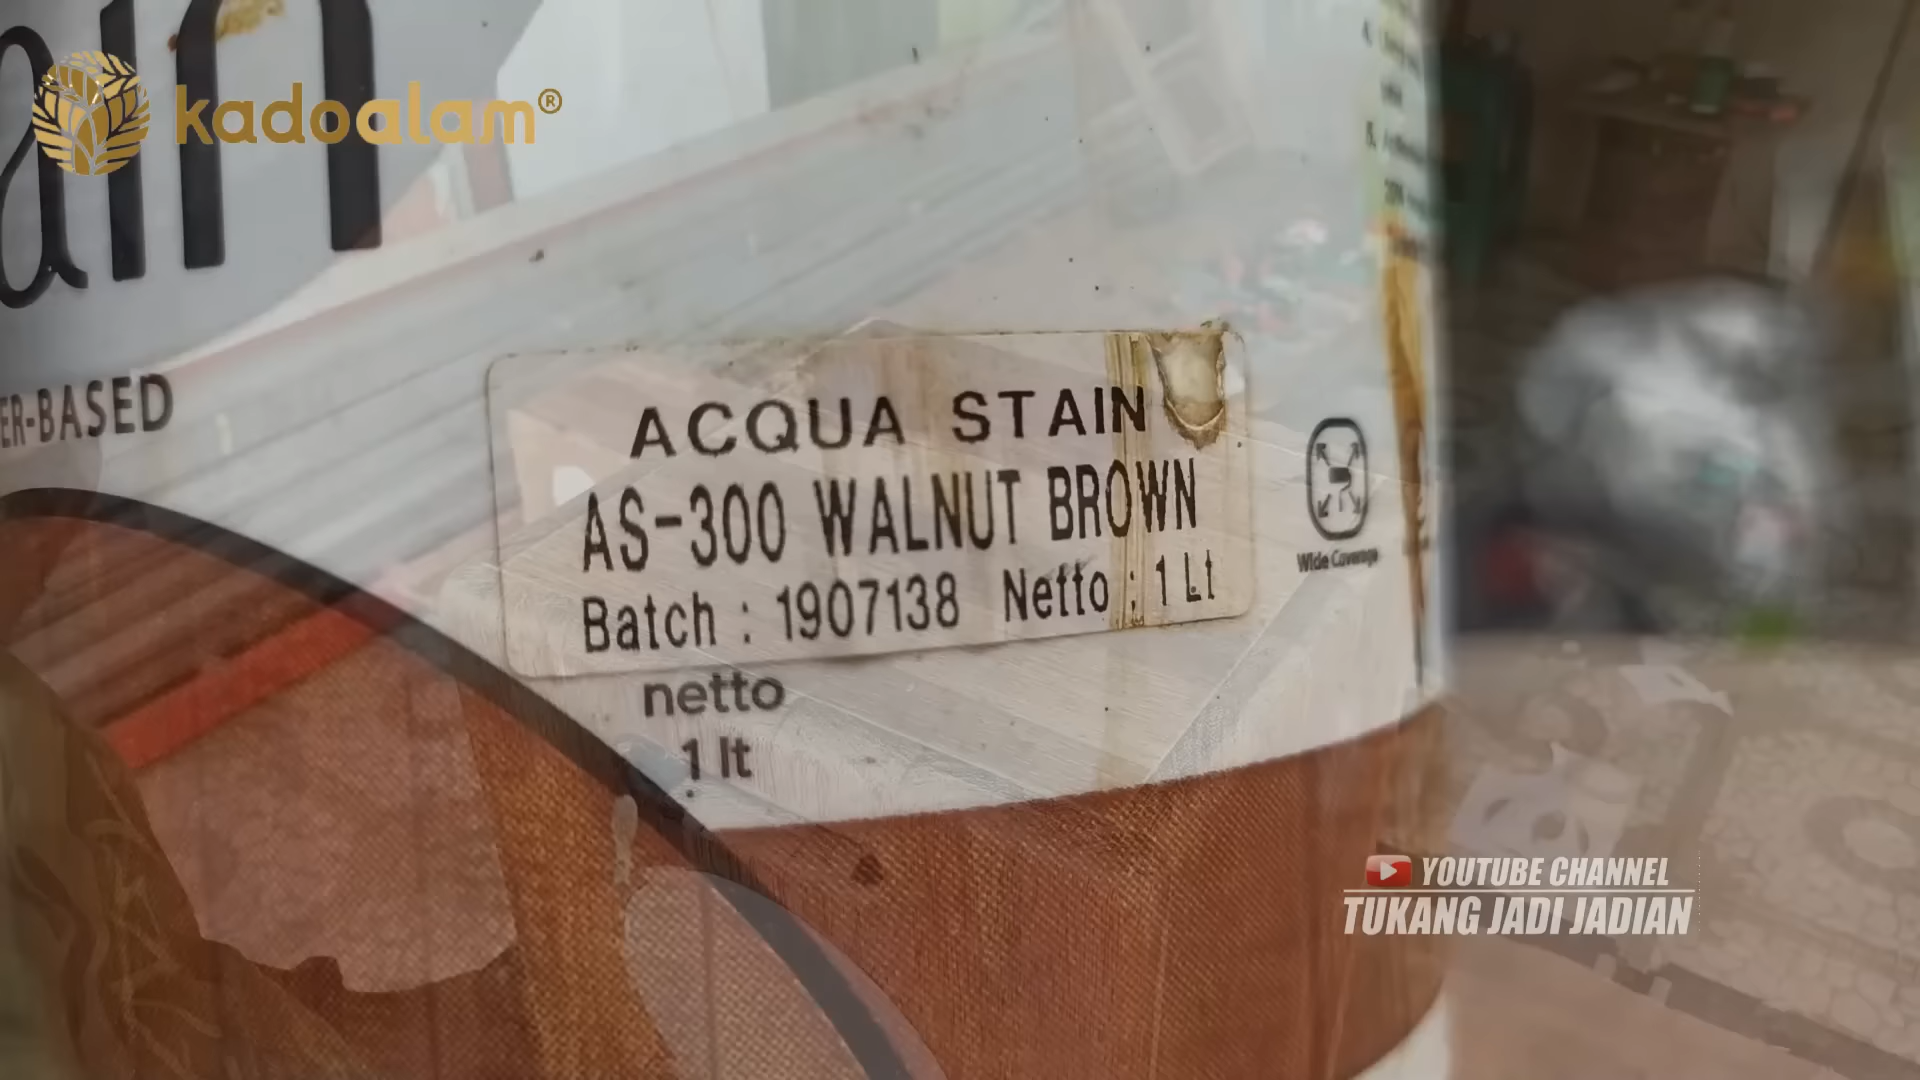 ain
kadoalam®
ER-BASED
ACQUA STAIN
AS-300 WALNUT BROWN
Batch : 1907138 Netto : 1 Lt
netto
1 lt
Wide Coverage
YOUTUBE CHANNEL
TUKANG JADI JADIAN